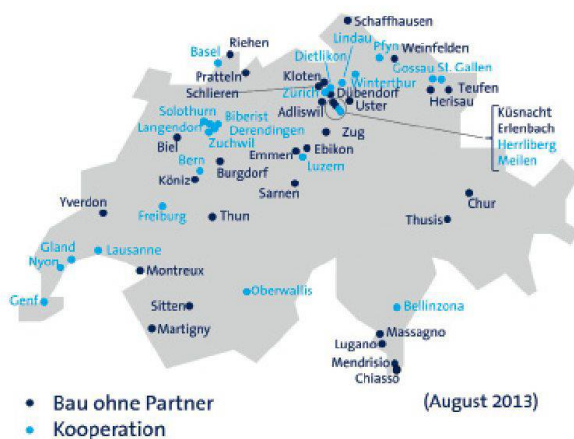 Schaffhausen
Riehen
Lindau
Basel
Dietlikon
Pfyn
Weinfelden
Pratteln
Kloten
Winterthur
Gossau
St. Gallen
Schlieren
Zürich
Dübendorf
Teufen
Adliswil
Uster
Herisau
Solothurn
Biberist
Küsnacht
Langendorf
Derendingen
Erlenbach
Zuchwil
Zug
Herrliberg
Biel
Emmen
Ebikon
Meilen
Bern
Luzern
Köniz
Burgdorf
Sarnen
Yverdon
Chur
Freiburg
Thun
Thusis
Gland
Lausanne
Nyon
Montreux
Genf
Oberwallis
Sitten
Bellinzona
Martigny
Massagno
Lugano
Mendrisio
Chiasso
Bau ohne Partner
(August 2013)
Kooperation